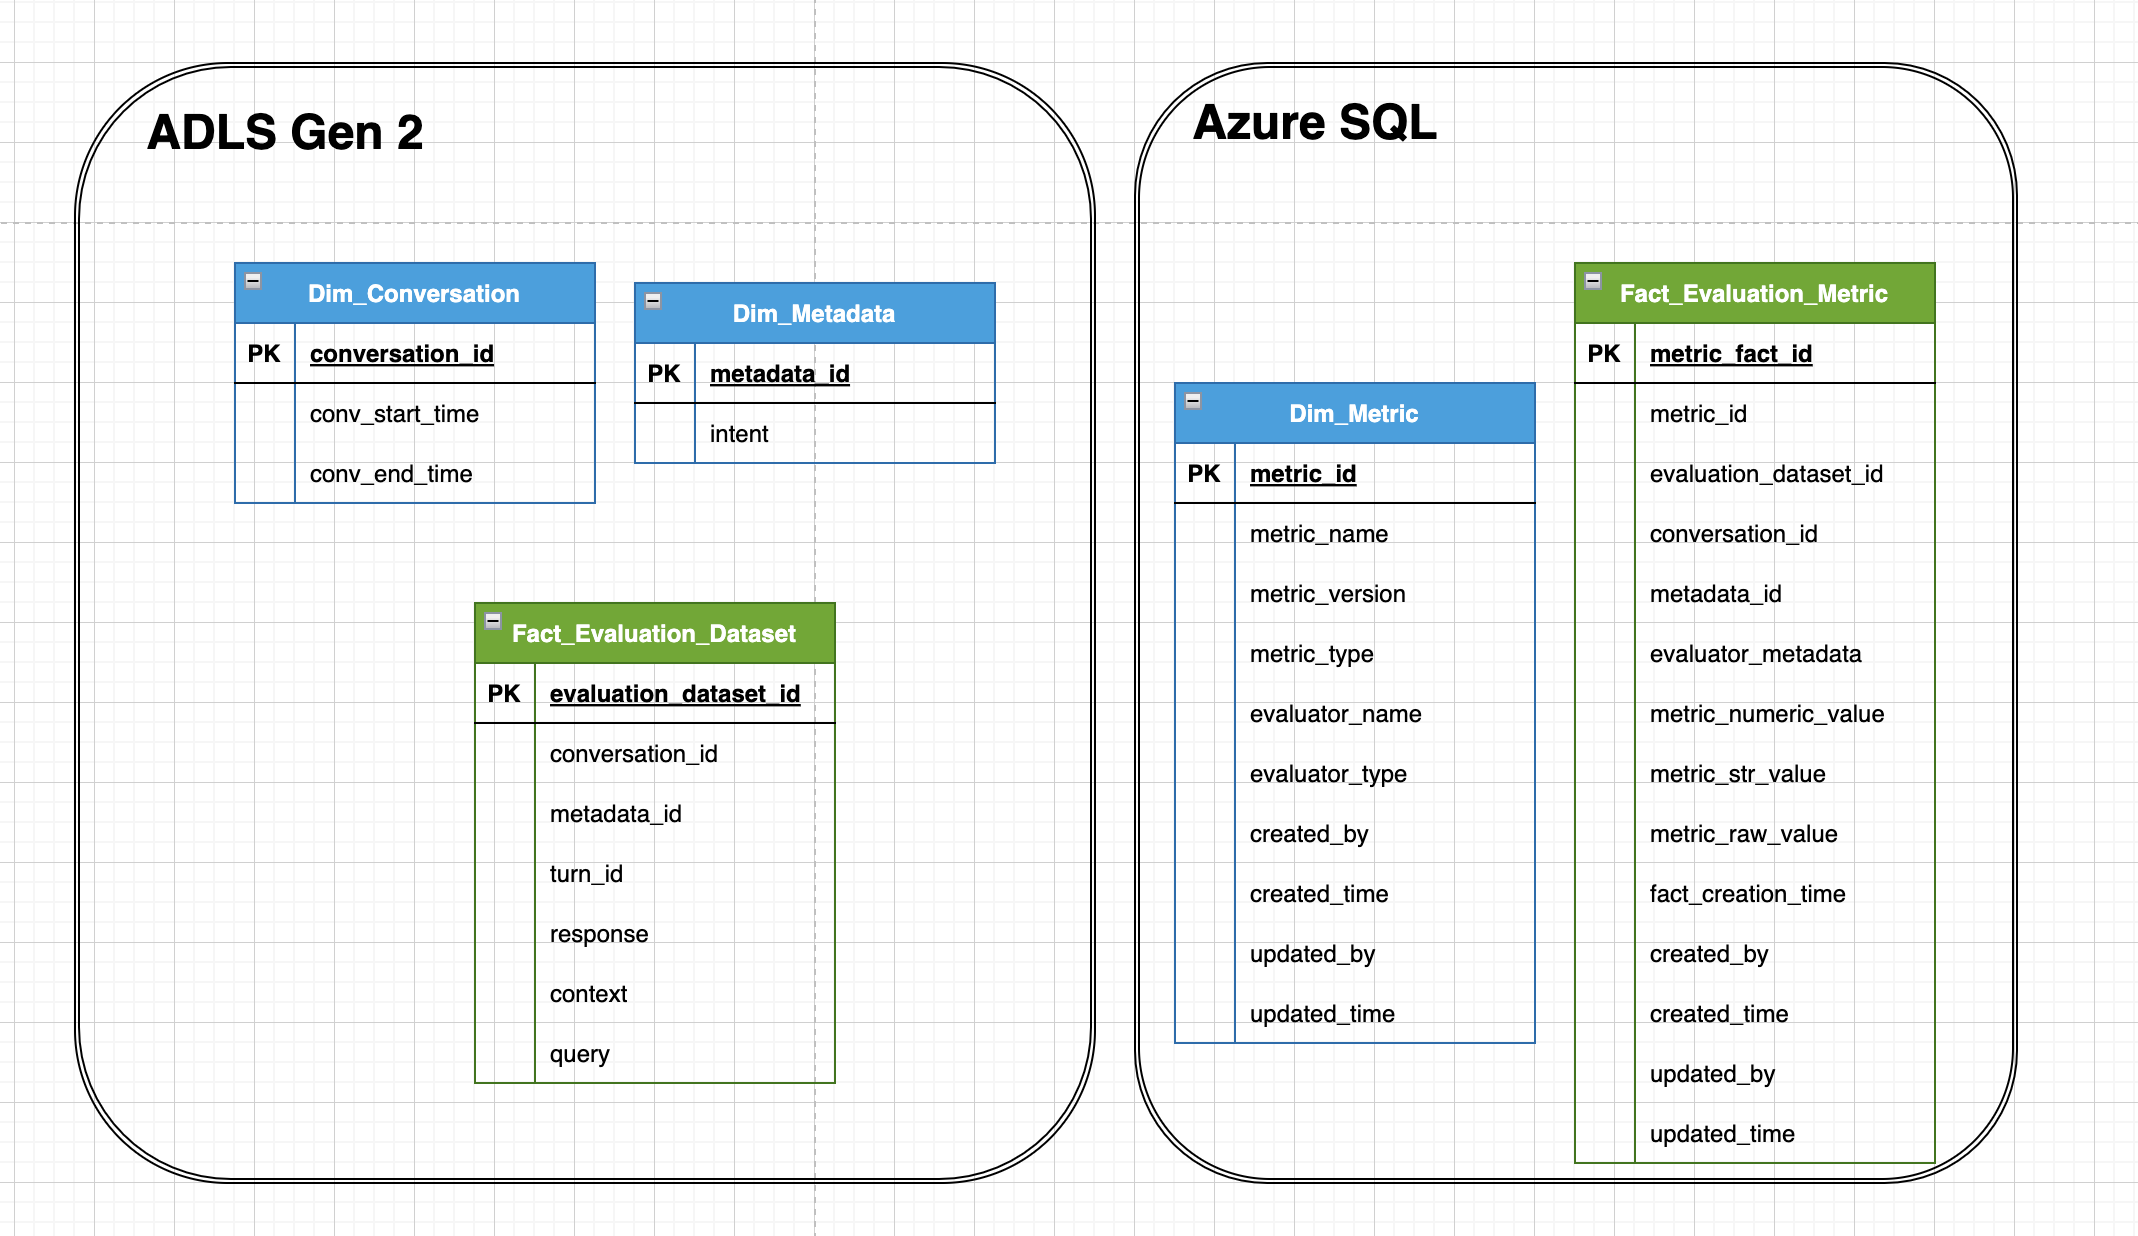 ADLS Gen 2
Dim_Conversation
PK conversation_id
conv_start_time
conv_end_time
Dim_Metadata
PK metadata_id
intent
Fact_Evaluation_Dataset
PK evaluation_dataset_id
conversation_id
metadata_id
turn_id
response
context
query
Azure SQL
Dim_Metric
PK metric_id
metric_name
metric_version
metric_type
evaluator_name
evaluator_type
created_by
created_time
updated_by
updated_time
Fact_Evaluation_Metric
PK metric_fact_id
metric_id
evaluation_dataset_id
conversation_id
metadata_id
evaluator_metadata
metric_numeric_value
metric_str_value
metric_raw_value
fact_creation_time
created_by
created_time
updated_by
updated_time